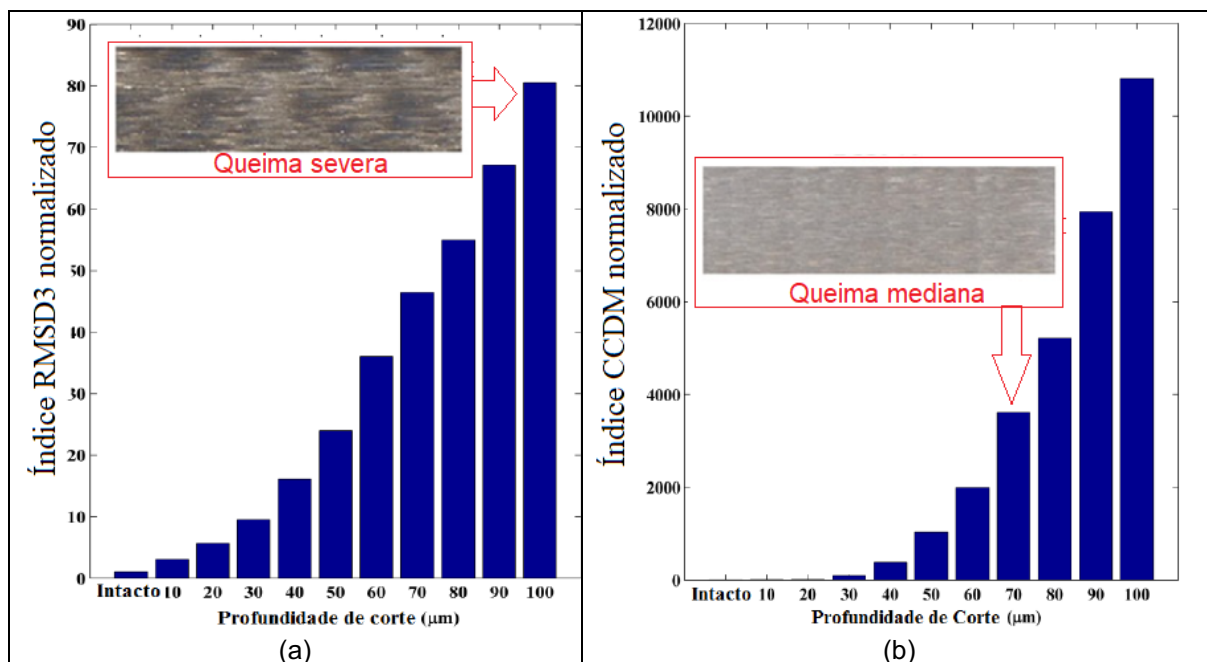 90
80
70
60
50
40
30
20
10
0
Índice RMSD3 normalizado
Queima severa
Intacto 10 20 30 40 50 60 70 80 90 100
Profundidade de corte (μm)
(a)
12000
10000
8000
6000
4000
2000
0
Índice CCDM normalizado
Queima mediana
Intacto 10 20 30 40 50 60 70 80 90 100
Profundidade de Corte (μm)
(b)